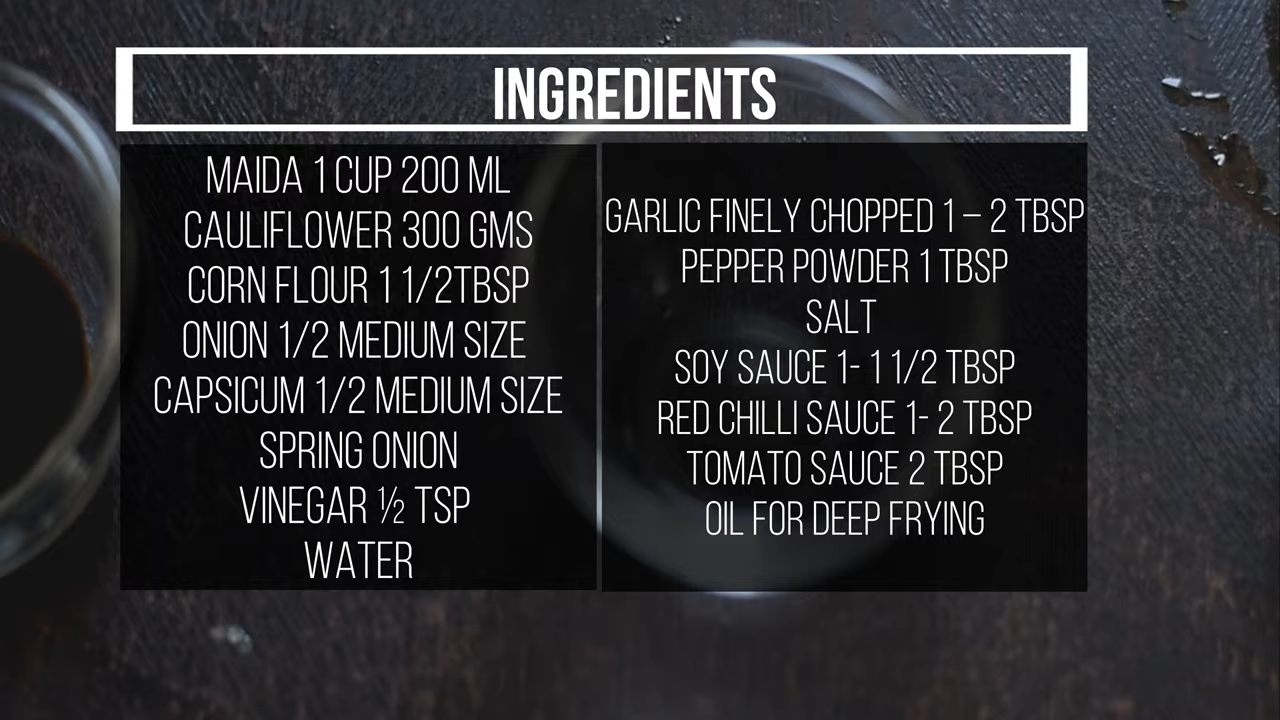 INGREDIENTS
MAIDA 1 CUP 200 ML
CAULIFLOWER 300 GMS
CORN FLOUR 1 1/2TBSP
ONION 1/2 MEDIUM SIZE
CAPSICUM 1/2 MEDIUM SIZE
SPRING ONION
VINEGAR ½ TSP
WATER
GARLIC FINELY CHOPPED 1 – 2 TBSP
PEPPER POWDER 1 TBSP
SALT
SOY SAUCE 1- 1 1/2 TBSP
RED CHILLI SAUCE 1- 2 TBSP
TOMATO SAUCE 2 TBSP
OIL FOR DEEP FRYING